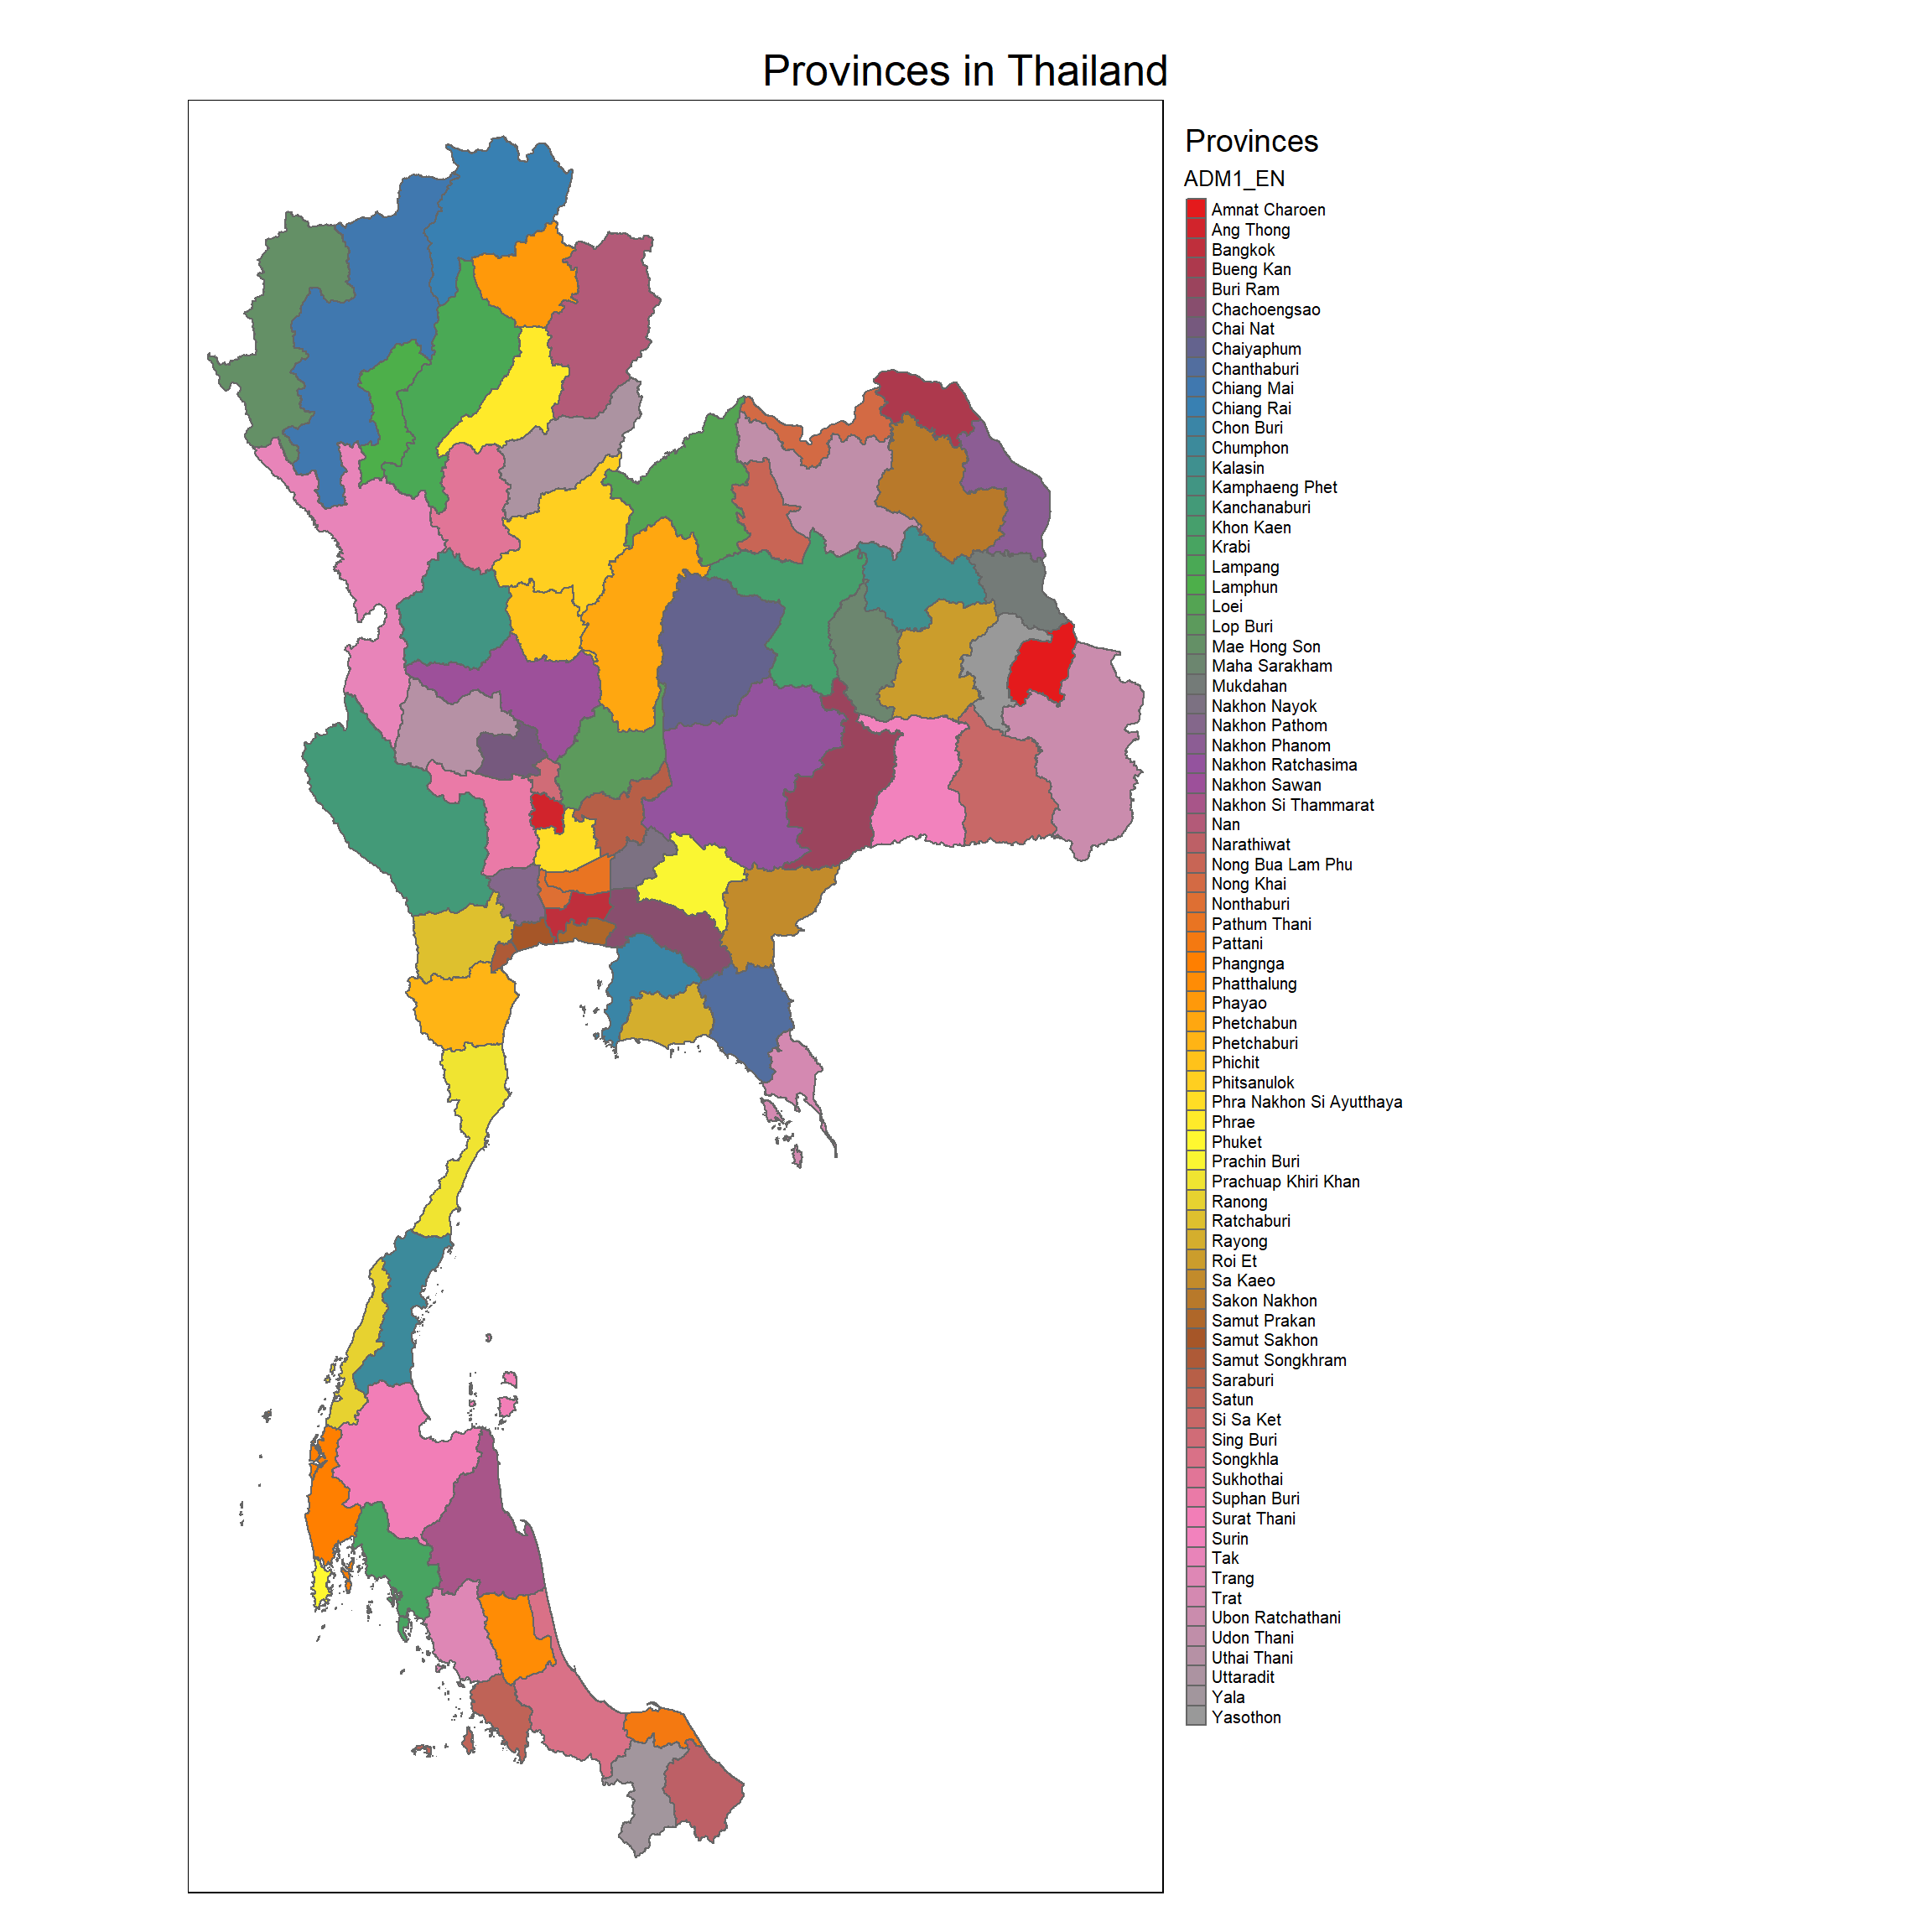 Provinces in Thailand
Provinces
ADM1_EN
Amnat Charoen
Ang Thong
Bangkok
Bueng Kan
Buri Ram
Chachoengsao
Chai Nat
Chaiyaphum
Chanthaburi
Chiang Mai
Chiang Rai
Chon Buri
Chumphon
Kalasin
Kamphaeng Phet
Kanchanaburi
Khon Kaen
Krabi
Lampang
Lamphun
Loei
Lop Buri
Mae Hong Son
Maha Sarakham
Mukdahan
Nakhon Nayok
Nakhon Pathom
Nakhon Phanom
Nakhon Ratchasima
Nakhon Sawan
Nakhon Si Thammarat
Nan
Narathiwat
Nong Bua Lam Phu
Nong Khai
Nonthaburi
Pathum Thani
Pattani
Phangnga
Phatthalung
Phayao
Phetchabun
Phetchaburi
Phichit
Phitsanulok
Phra Nakhon Si Ayutthaya
Phrae
Phuket
Prachin Buri
Prachuap Khiri Khan
Ranong
Ratchaburi
Rayong
Roi Et
Sa Kaeo
Sakon Nakhon
Samut Prakan
Samut Sakhon
Samut Songkhram
Saraburi
Satun
Si Sa Ket
Sing Buri
Songkhla
Sukhothai
Suphan Buri
Surat Thani
Surin
Tak
Trang
Trat
Ubon Ratchathani
Udon Thani
Uthai Thani
Uttaradit
Yala
Yasothon